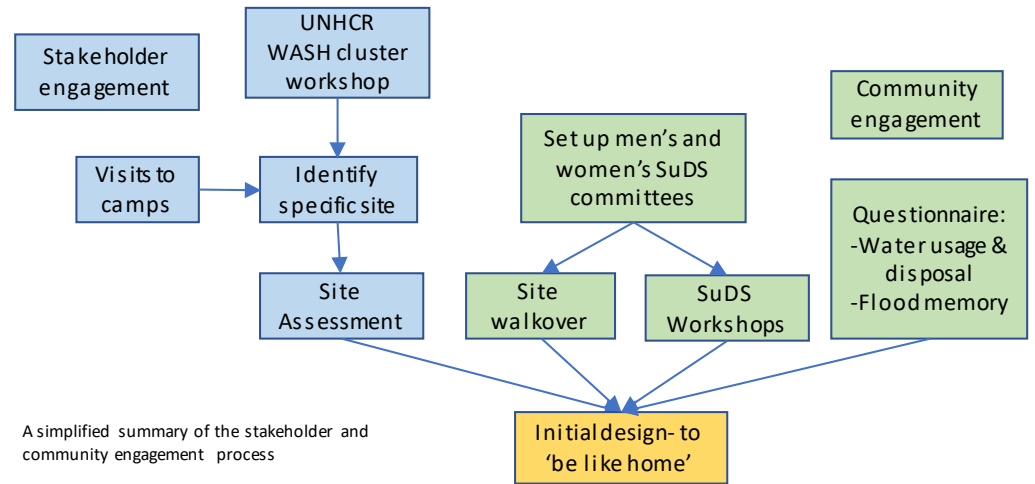 Stakeholder
engagement
UNHCR
WASH cluster
workshop
Community
engagement
Visits to
camps
Identify
specific site
Set up men's and
women's SuDS
committees
Questionnaire:
-Water usage &
disposal
-Flood memory
Site
Assessment
Site
walkover
SuDS
Workshops
Initial design- to
'be like home'
A simplified summary of the stakeholder and
community engagement process